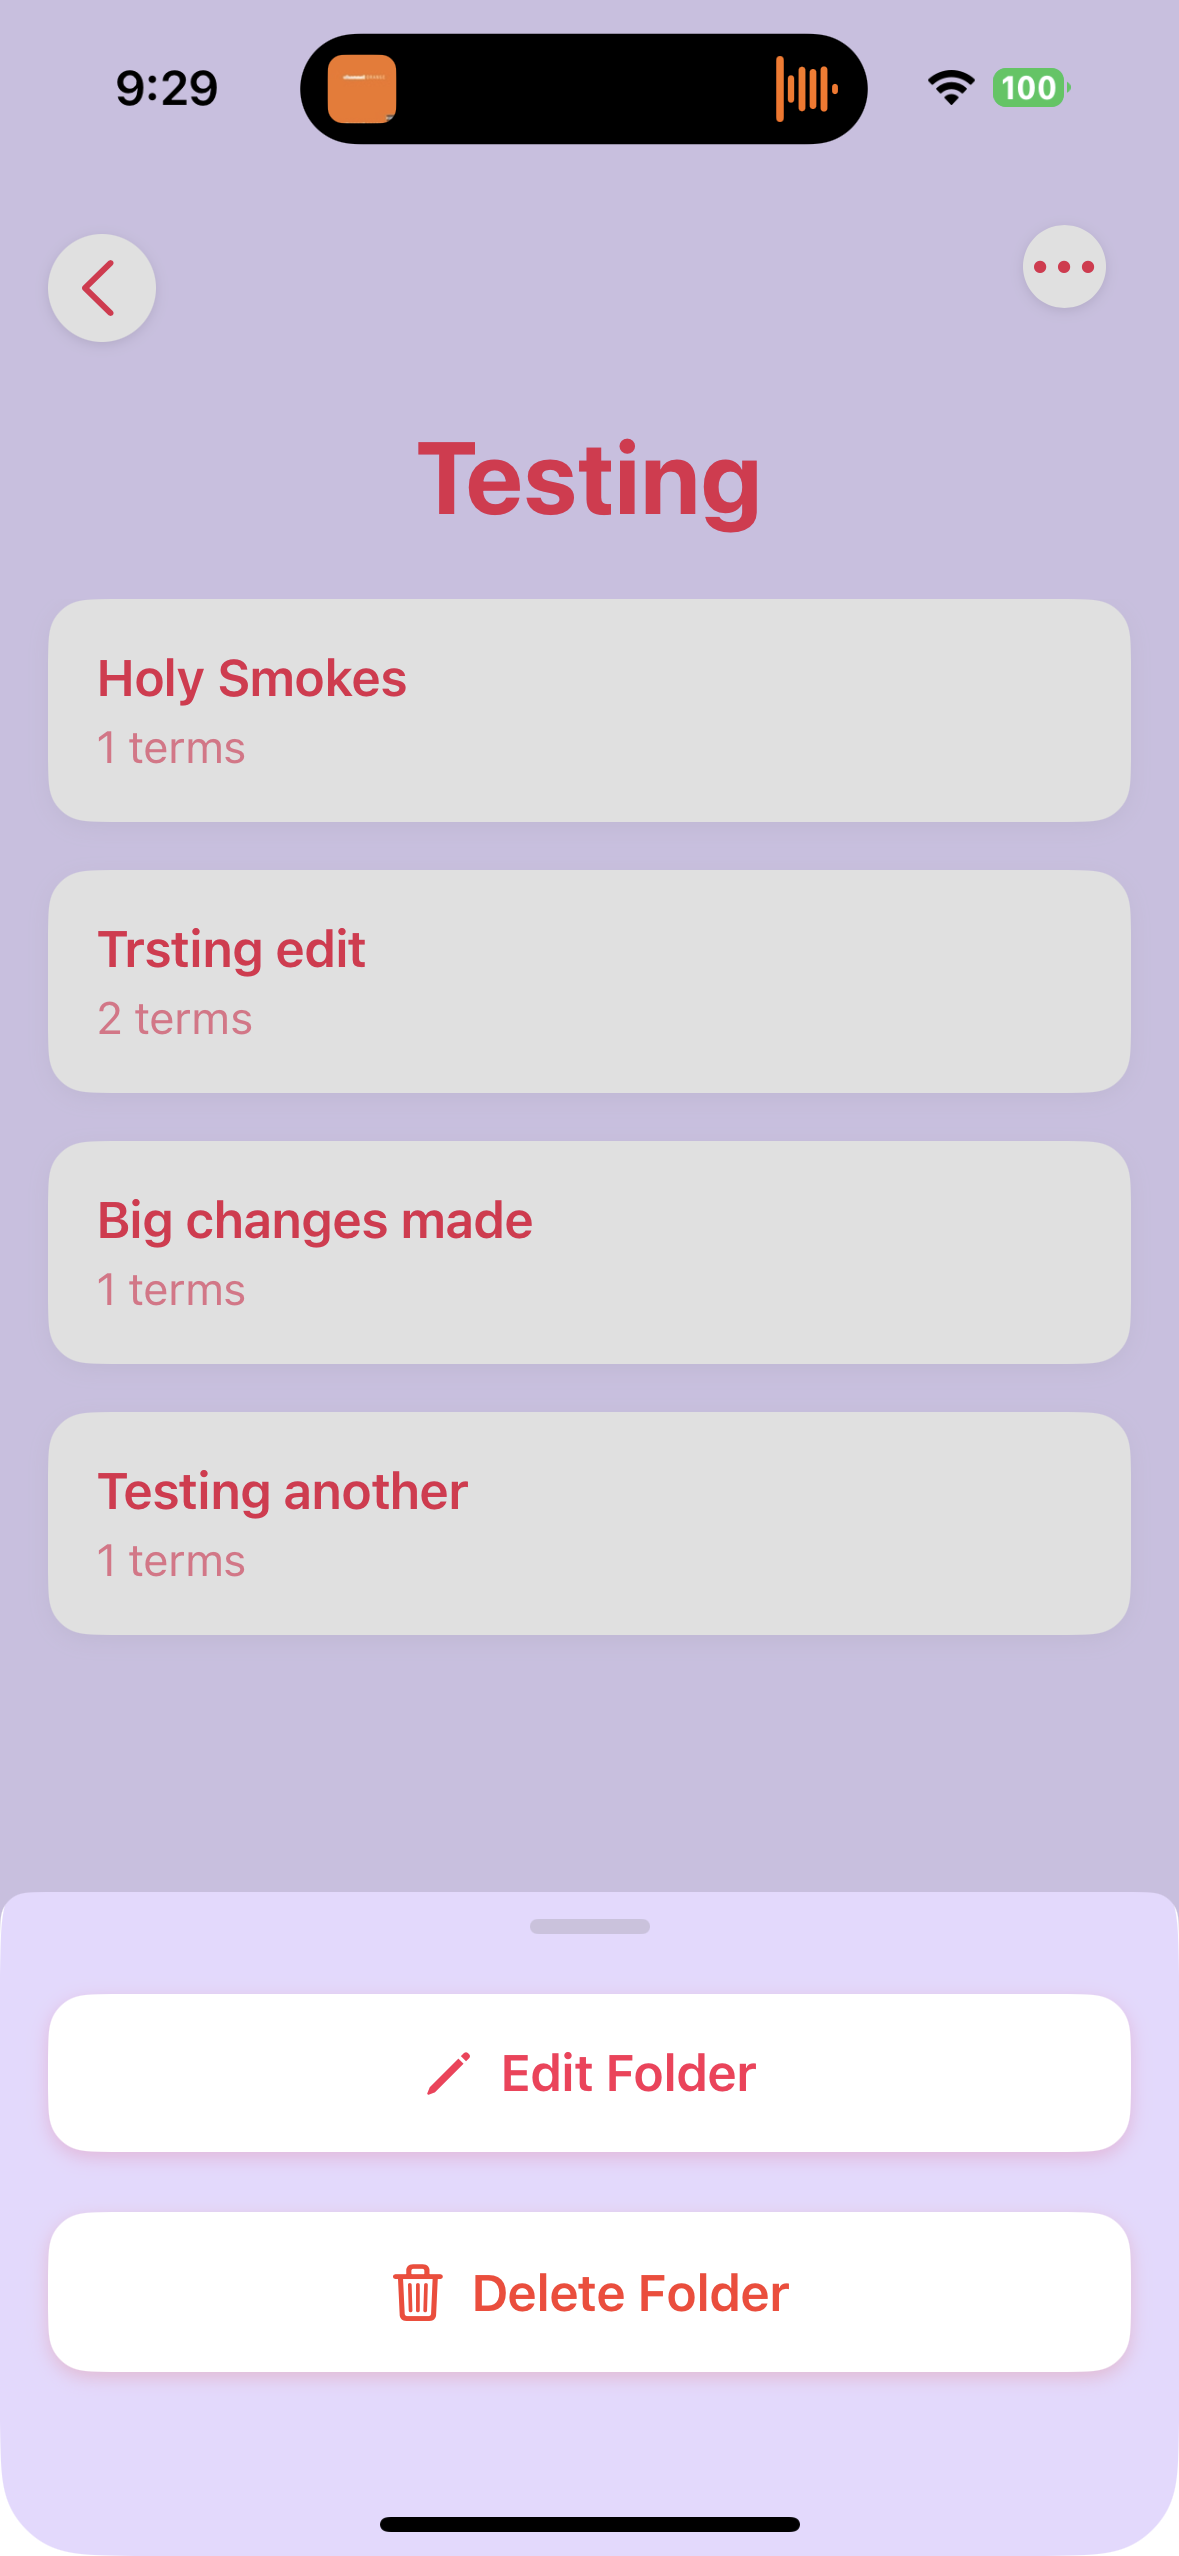 9:29
100
Testing
Holy Smokes
1 terms
Trsting edit
2 terms
Big changes made
1 terms
Testing another
1 terms
Edit Folder
Delete Folder